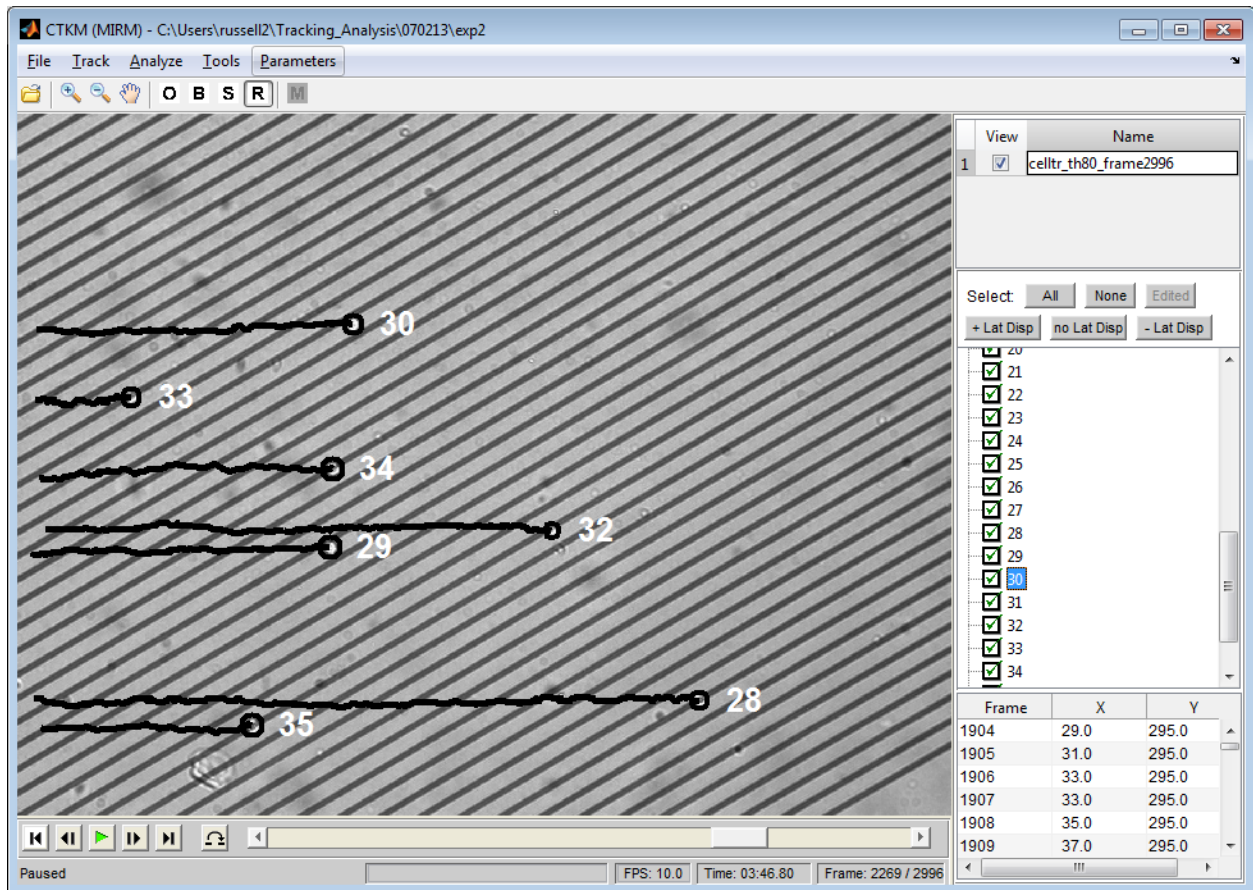 CTKM (MIRM) - C:\Users\russell2\Tracking_Analysis\070213\exp2
File Track Analyze Tools Parameters
O B S R M
View Name
1 celltr_th80_frame2996
Select: All None Edited
+ Lat Disp no Lat Disp - Lat Disp
20
21
22
23
24
25
26
27
28
29
30
31
32
33
34
30
33
34
32
29
28
35
Frame X Y
1904 29.0 295.0
1905 31.0 295.0
1906 33.0 295.0
1907 33.0 295.0
1908 35.0 295.0
1909 37.0 295.0
Paused FPS: 10.0 Time: 03:46.80 Frame: 2269 / 2996